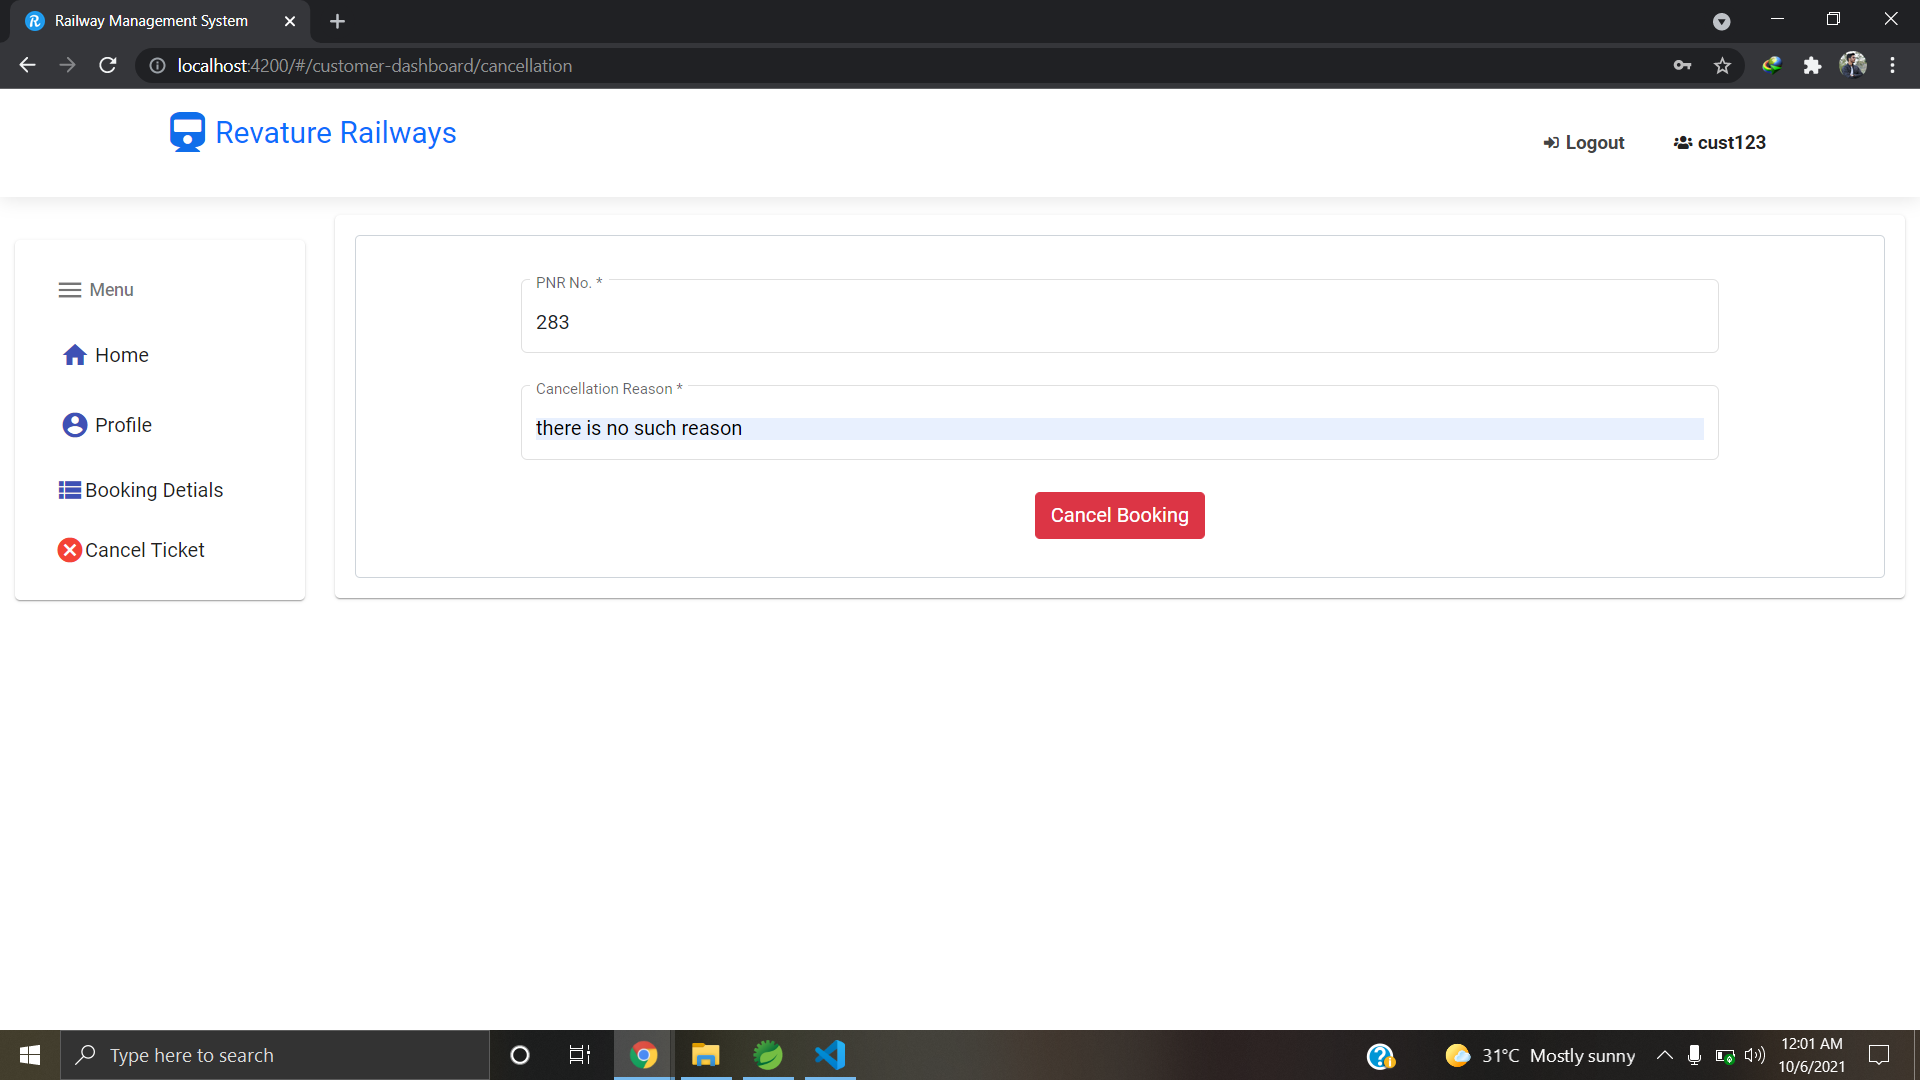 Railway Management System
localhost:4200/#/customer-dashboard/cancellation
Revature Railways
Logout
cust123
Menu
Home
Profile
Booking Detials
Cancel Ticket
PNR No. *
283
Cancellation Reason *
there is no such reason
Cancel Booking
Type here to search
31°C Mostly sunny
12:01 AM
10/6/2021